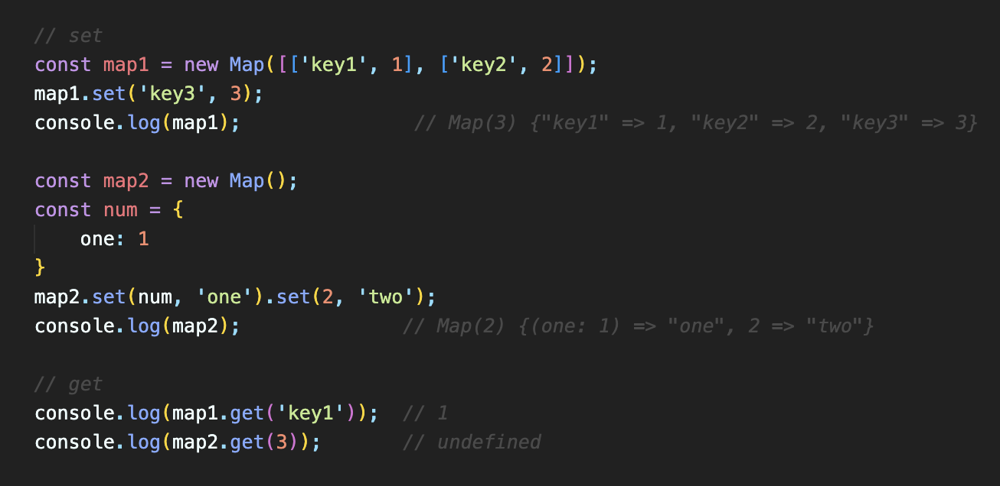 // set
const map1 = new Map([['key1', 1], ['key2', 2]]);
map1.set('key3', 3);
console.log(map1);               // Map(3) {"key1" => 1, "key2" => 2, "key3" => 3}

const map2 = new Map();
const num = {
    one: 1
}
map2.set(num, 'one').set(2, 'two');
console.log(map2);              // Map(2) {(one: 1) => "one", 2 => "two"}

// get
console.log(map1.get('key1'));  // 1
console.log(map2.get(3));       // undefined